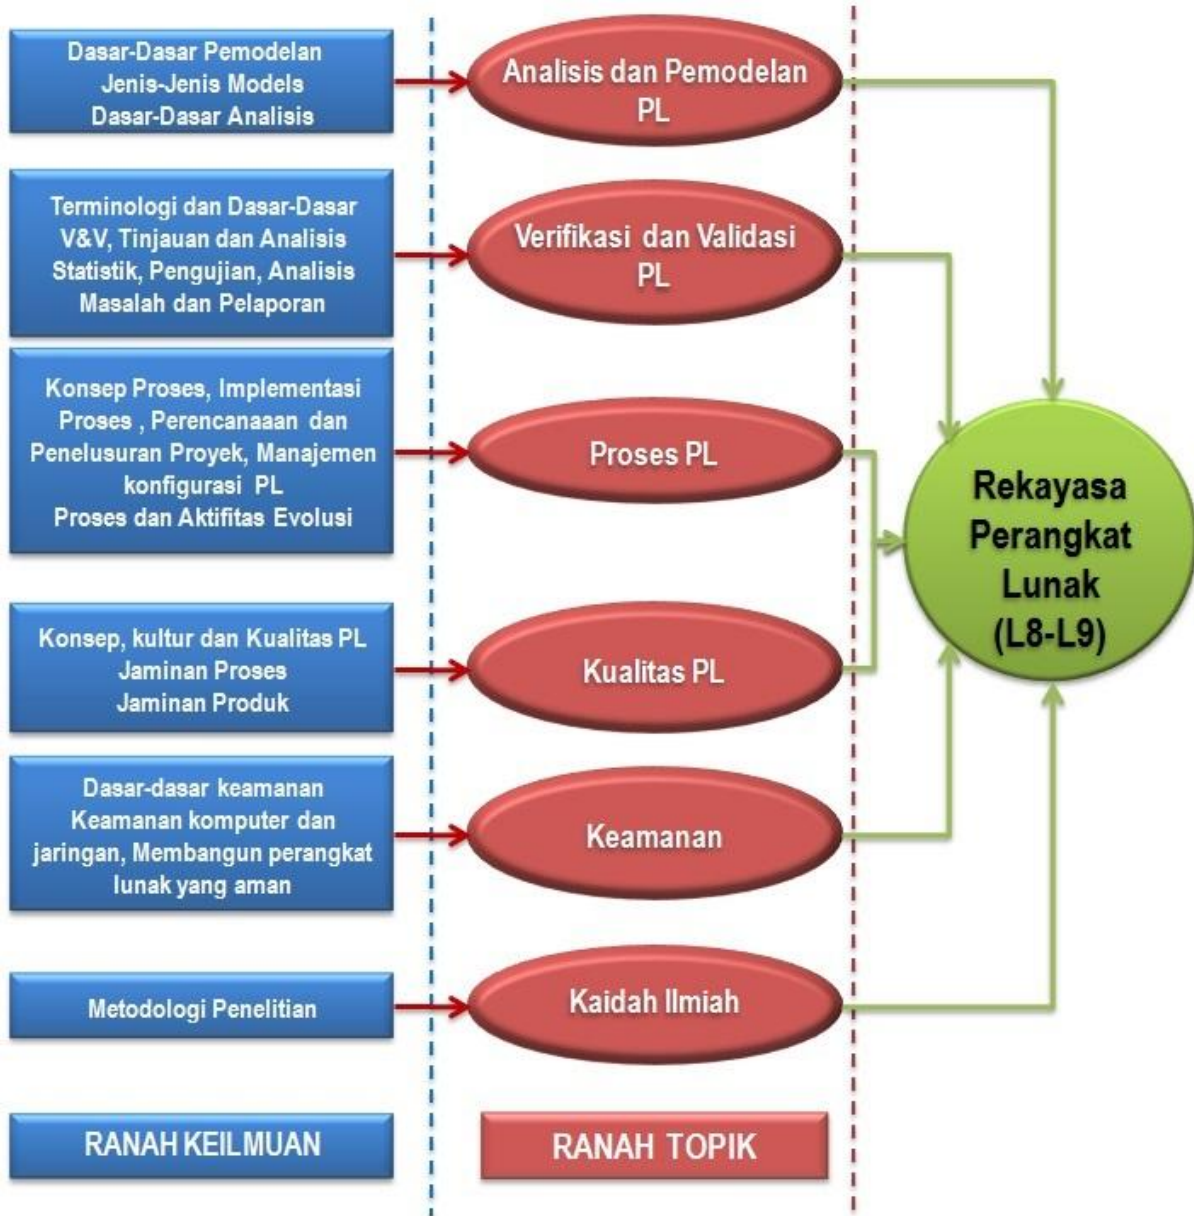 Dasar-Dasar Pemodelan
Jenis-Jenis Models
Dasar-Dasar Analisis
Analisis dan Pemodelan
PL
Terminologi dan Dasar-Dasar
V&V, Tinjauan dan Analisis
Statistik, Pengujian, Analisis
Masalah dan Pelaporan
Verifikasi dan Validasi
PL
Konsep Proses, Implementasi
Proses , Perencanaaan dan
Penelusuran Proyek, Manajemen
konfigurasi PL
Proses dan Aktifitas Evolusi
Proses PL
Konsep, kultur dan Kualitas PL
Jaminan Proses
Jaminan Produk
Kualitas PL
Dasar-dasar keamanan
Keamanan komputer dan
jaringan, Membangun perangkat
lunak yang aman
Keamanan
Metodologi Penelitian
Kaidah Ilmiah
Rekayasa
Perangkat
Lunak
(L8-L9)
RANAH KEILMUAN
RANAH TOPIK